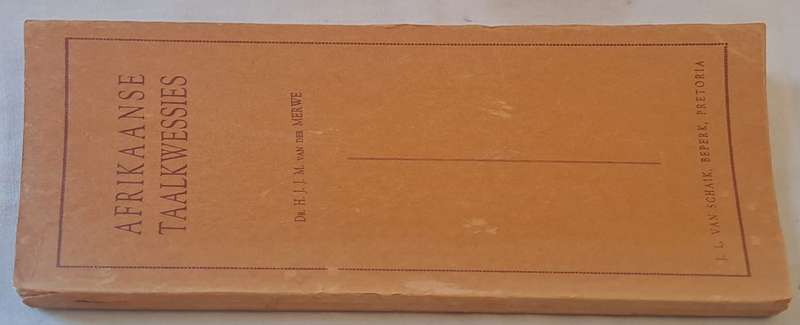 AFRIKAANSE
TAALKWESSIES
DR. H. J. J. M. VAN DER MERWE
J. L. VAN SCHAIK, BEPERK, PRETORIA